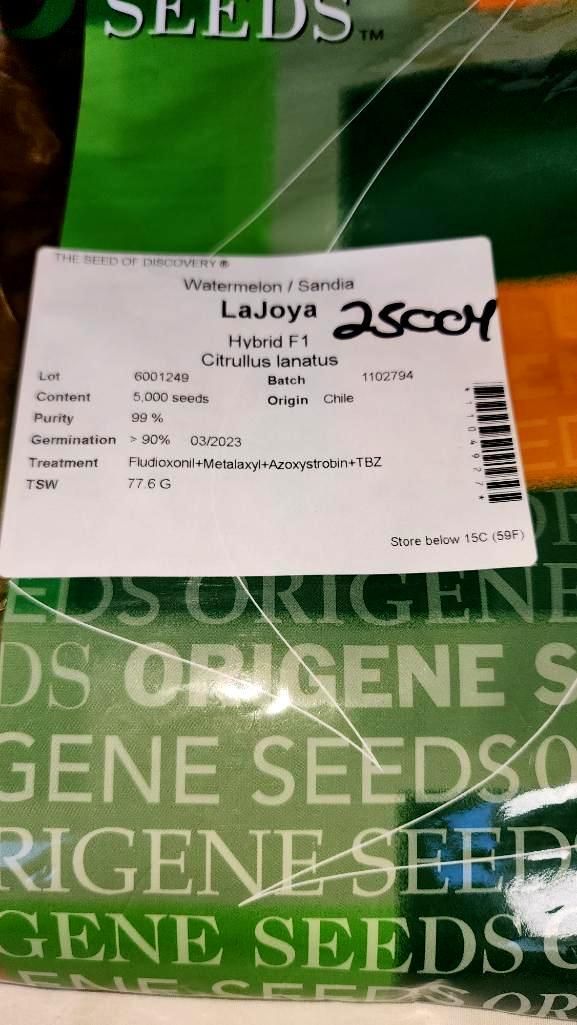 SEEDS™
THE SEED OF DISCOVERY ®
Watermelon / Sandia
LaJoya 25004
Hybrid F1
Citrullus lanatus
Lot 6001249 Batch 1102794
Content 5,000 seeds Origin Chile
Purity 99 %
Germination > 90% 03/2023
Treatment Fludioxonil+Metalaxyl+Azoxystrobin+TBZ
TSW 77.6 G
Store below 15C (59F)
EDS ORIGENE
DS ORIGENE S
GENE SEEDS O
RIGENE SEED
GENE SEEDS